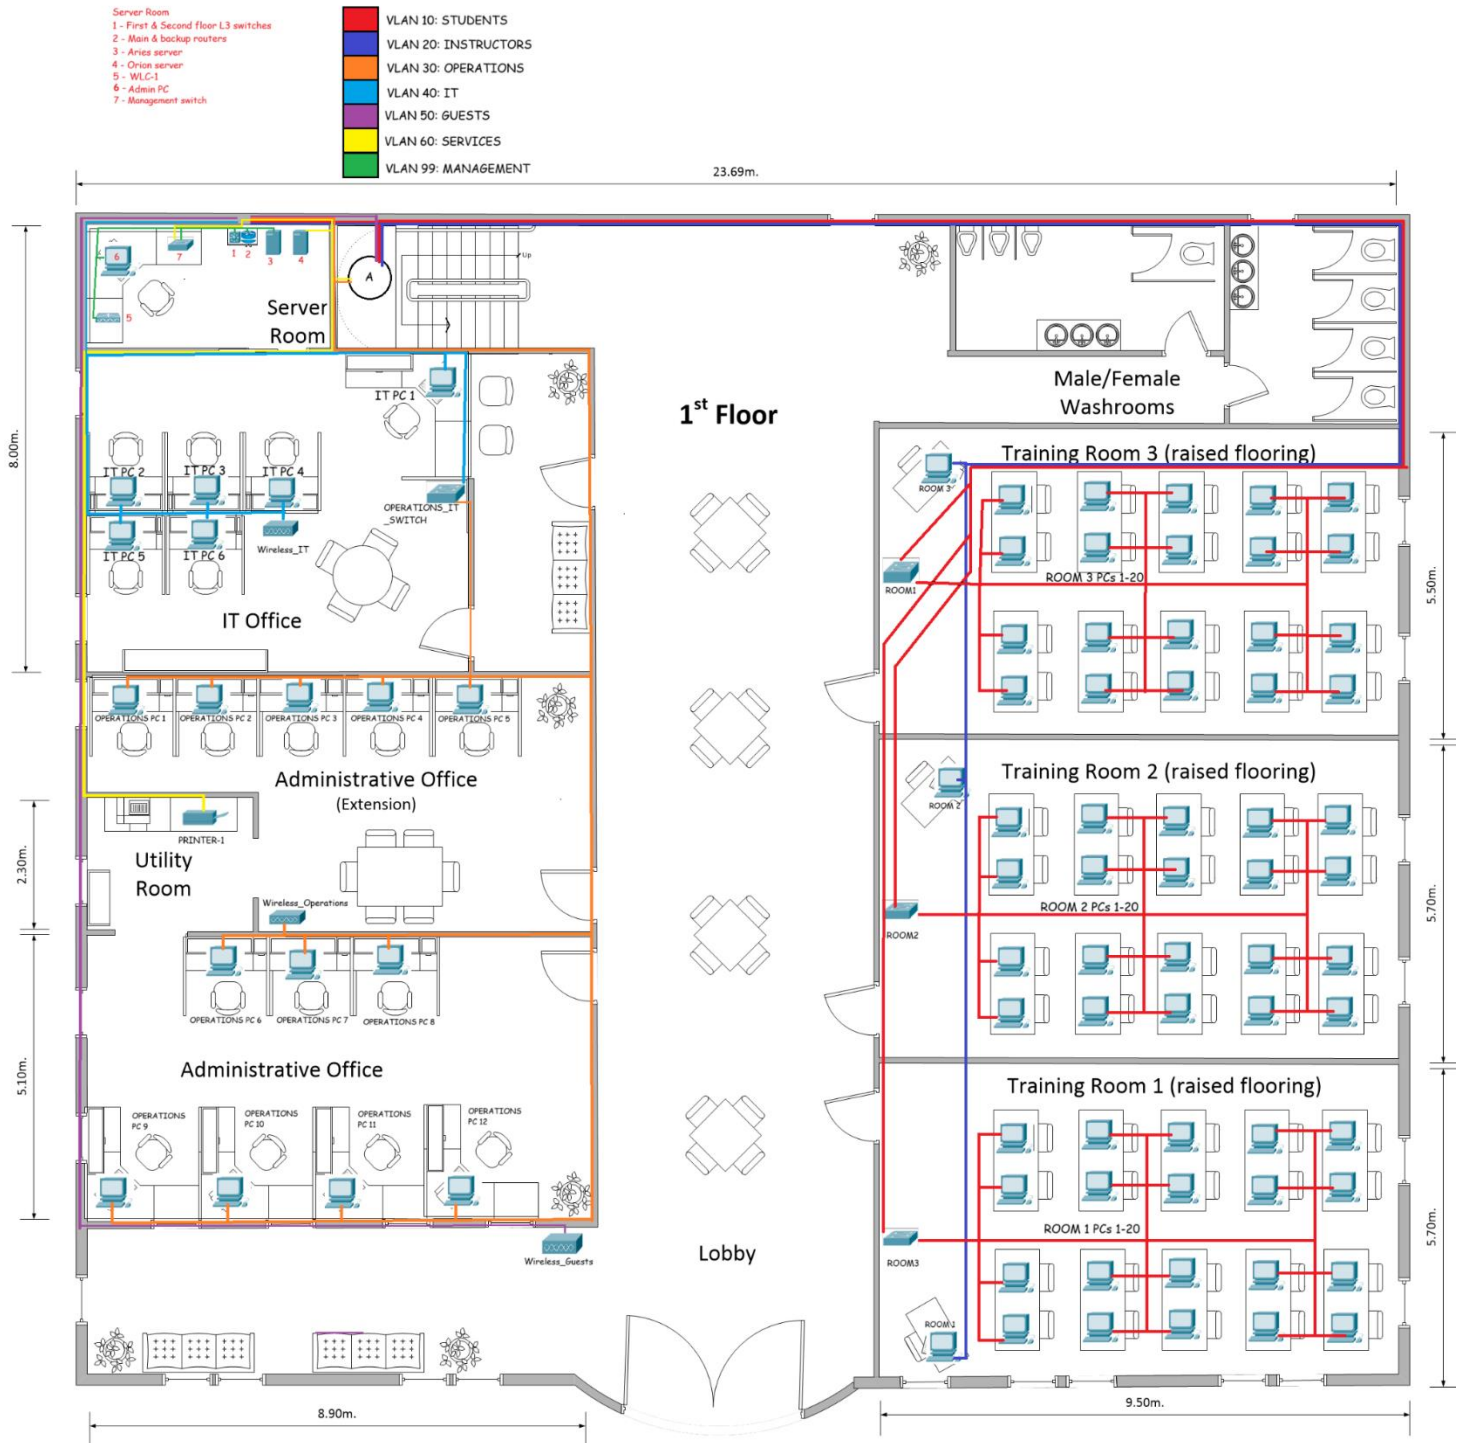 Server Room
1 - First & Second floor L3 switches
2 - Main & backup routers
3 - Aries server
4 - Orion server
5 - WLC-1
6 - Admin PC
7 - Management switch
VLAN 10: STUDENTS
VLAN 20: INSTRUCTORS
VLAN 30: OPERATIONS
VLAN 40: IT
VLAN 50: GUESTS
VLAN 60: SERVICES
VLAN 99: MANAGEMENT
23.69m.
6
7
1
2
3
4
5
A
Up
Server
Room
8.00m.
IT PC 1
IT PC 2
IT PC 3
IT PC 4
OPERATIONS_IT
_SWITCH
Wireless_IT
IT PC 5
IT PC 6
IT Office
1st Floor
Male/Female
Washrooms
Training Room 3 (raised flooring)
ROOM 3
ROOM1
ROOM 3 PCs 1-20
5.50m.
OPERATIONS PC 1
OPERATIONS PC 2
OPERATIONS PC 3
OPERATIONS PC 4
OPERATIONS PC 5
Administrative Office
(Extension)
PRINTER-1
Utility
Room
2.30m.
Wireless_Operations
Training Room 2 (raised flooring)
ROOM 2
ROOM2
ROOM 2 PCs 1-20
5.70m.
OPERATIONS PC 6
OPERATIONS PC 7
OPERATIONS PC 8
Administrative Office
5.10m.
OPERATIONS
PC 9
OPERATIONS
PC 10
OPERATIONS
PC 11
OPERATIONS
PC 12
Wireless_Guests
Lobby
Training Room 1 (raised flooring)
ROOM 1 PCs 1-20
ROOM3
ROOM 1
5.70m.
8.90m.
9.50m.